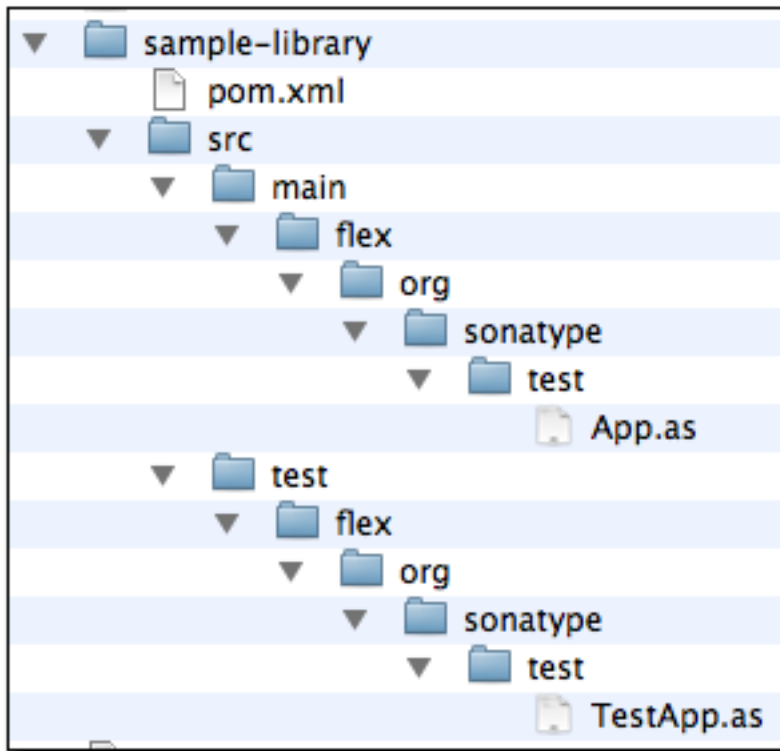 sample-library
pom.xml
src
main
flex
org
sonatype
test
App.as
test
flex
org
sonatype
test
TestApp.as